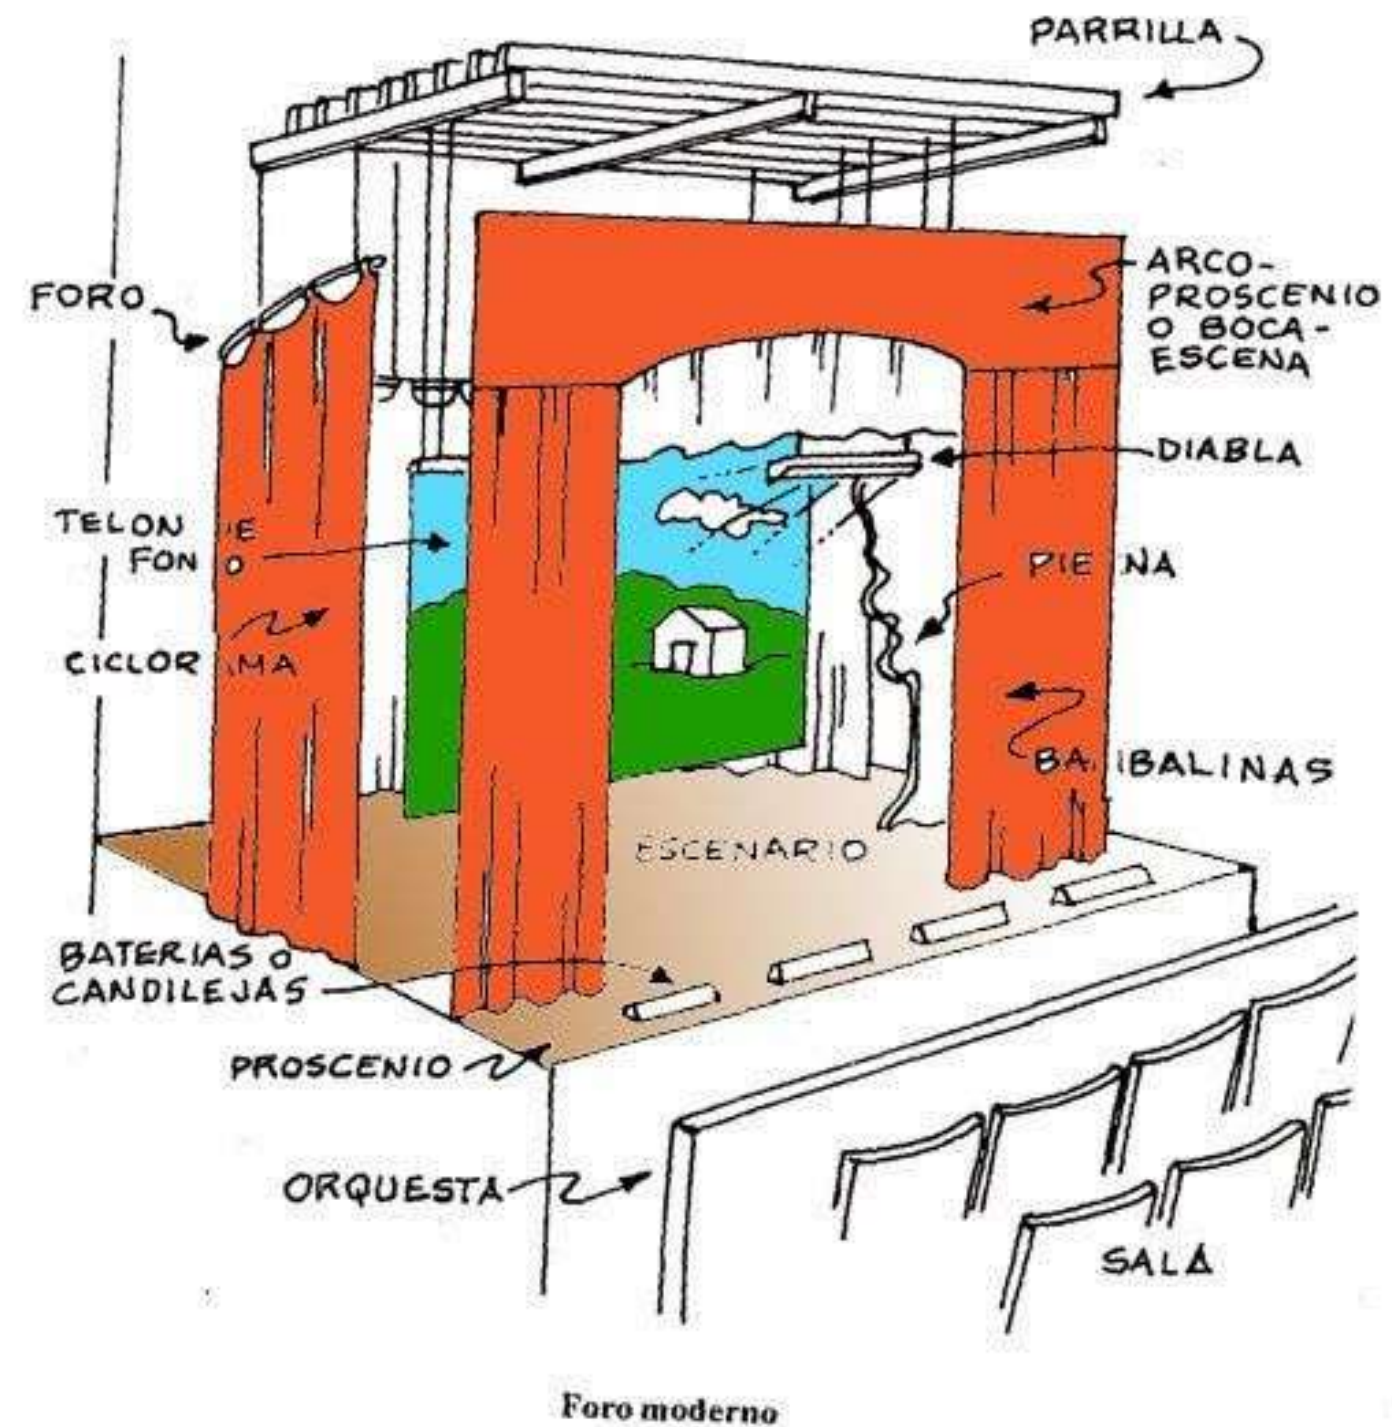 PARRILLA
FORO
ARCO-
PROSCENIO
O BOCA-
ESCENA
DIABLA
TELON E
FON O
PIE NA
CICLOR AMA
BA IBALINAS
ESCENARIO
BATERIAS O
CANDILEJAS
PROSCENIO
ORQUESTA
SALA
Foro moderno